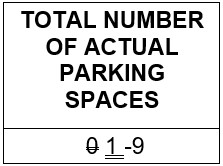 TOTAL NUMBER
OF ACTUAL
PARKING
SPACES
0 1 -9